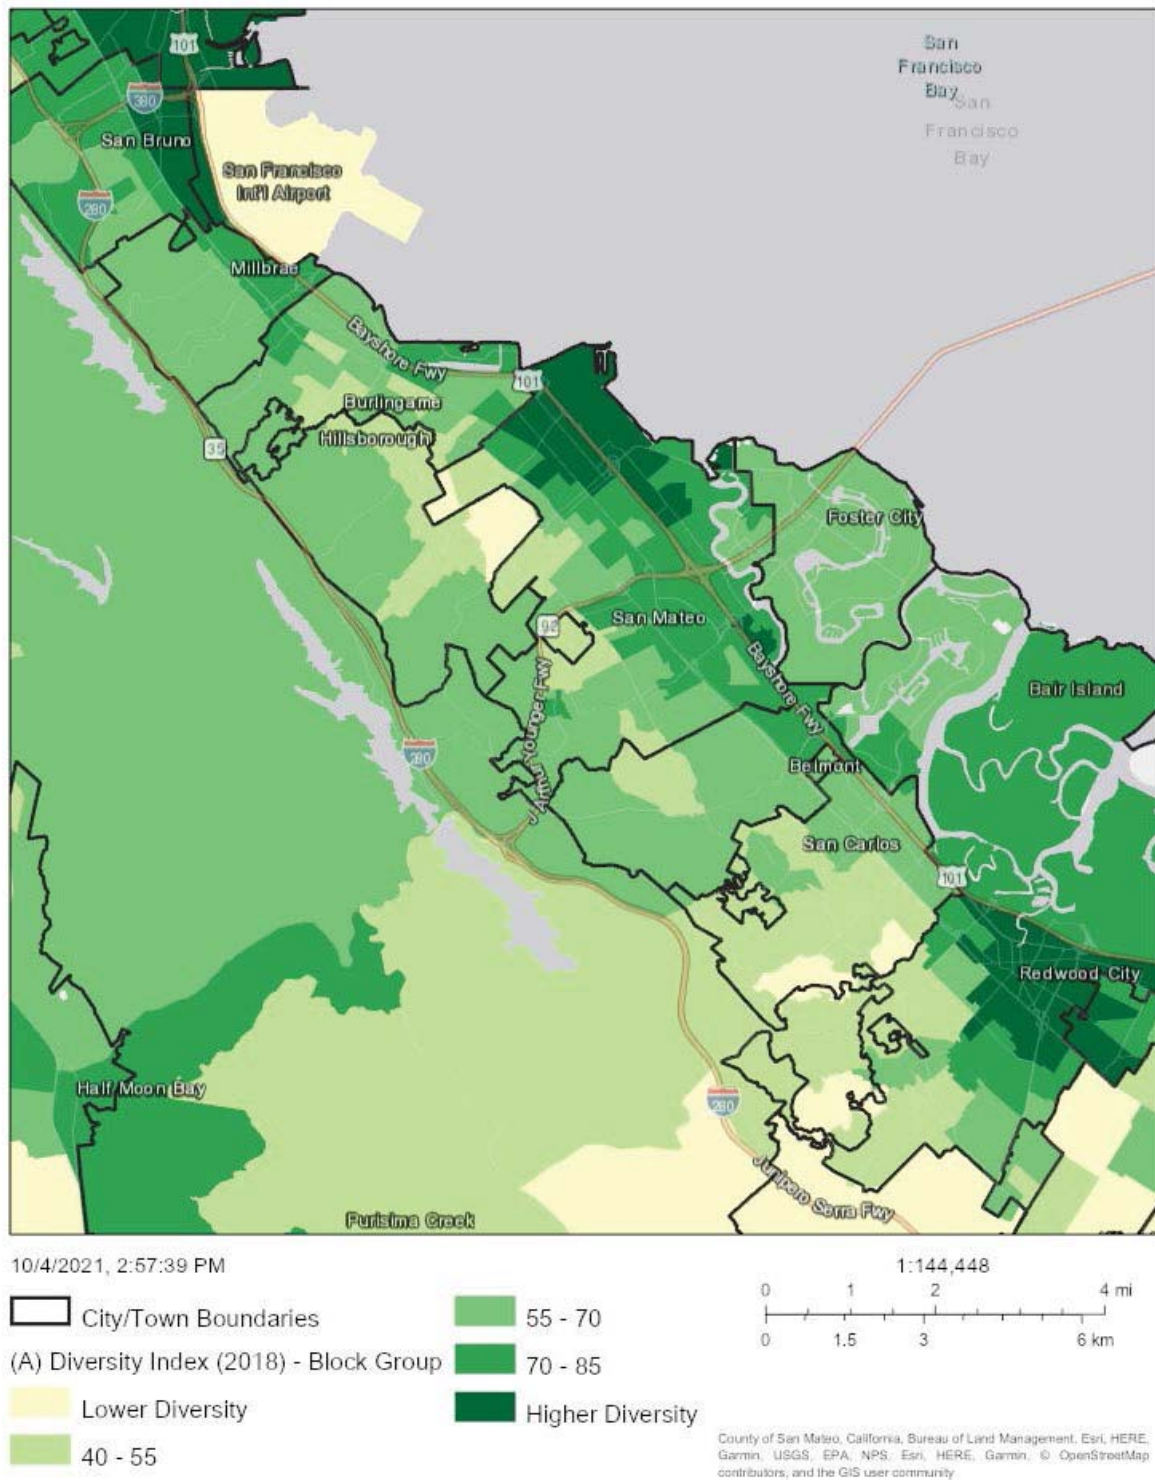 San
Francisco
Bay
San
Francisco
Bay
101
380
San Bruno
San Francisco
Int'l Airport
280
Millbrae
Bayshore Fwy
101
Burlingame
Hillsborough
35
Foster City
92
San Mateo
Bayshore Fwy
Bair Island
J Arthur Younger Fwy
280
Belmont
San Carlos
101
Redwood City
Half Moon Bay
280
Junipero Serra Fwy
Purisima Creek
10/4/2021, 2:57:39 PM
1:144,448
0 1 2 4 mi
0 1.5 3 6 km
City/Town Boundaries
(A) Diversity Index (2018) - Block Group
Lower Diversity
40 - 55
55 - 70
70 - 85
Higher Diversity
County of San Mateo, California, Bureau of Land Management, Esri, HERE,
Garmin, USGS, EPA, NPS, Esri, HERE, Garmin, © OpenStreetMap
contributors, and the GIS user community